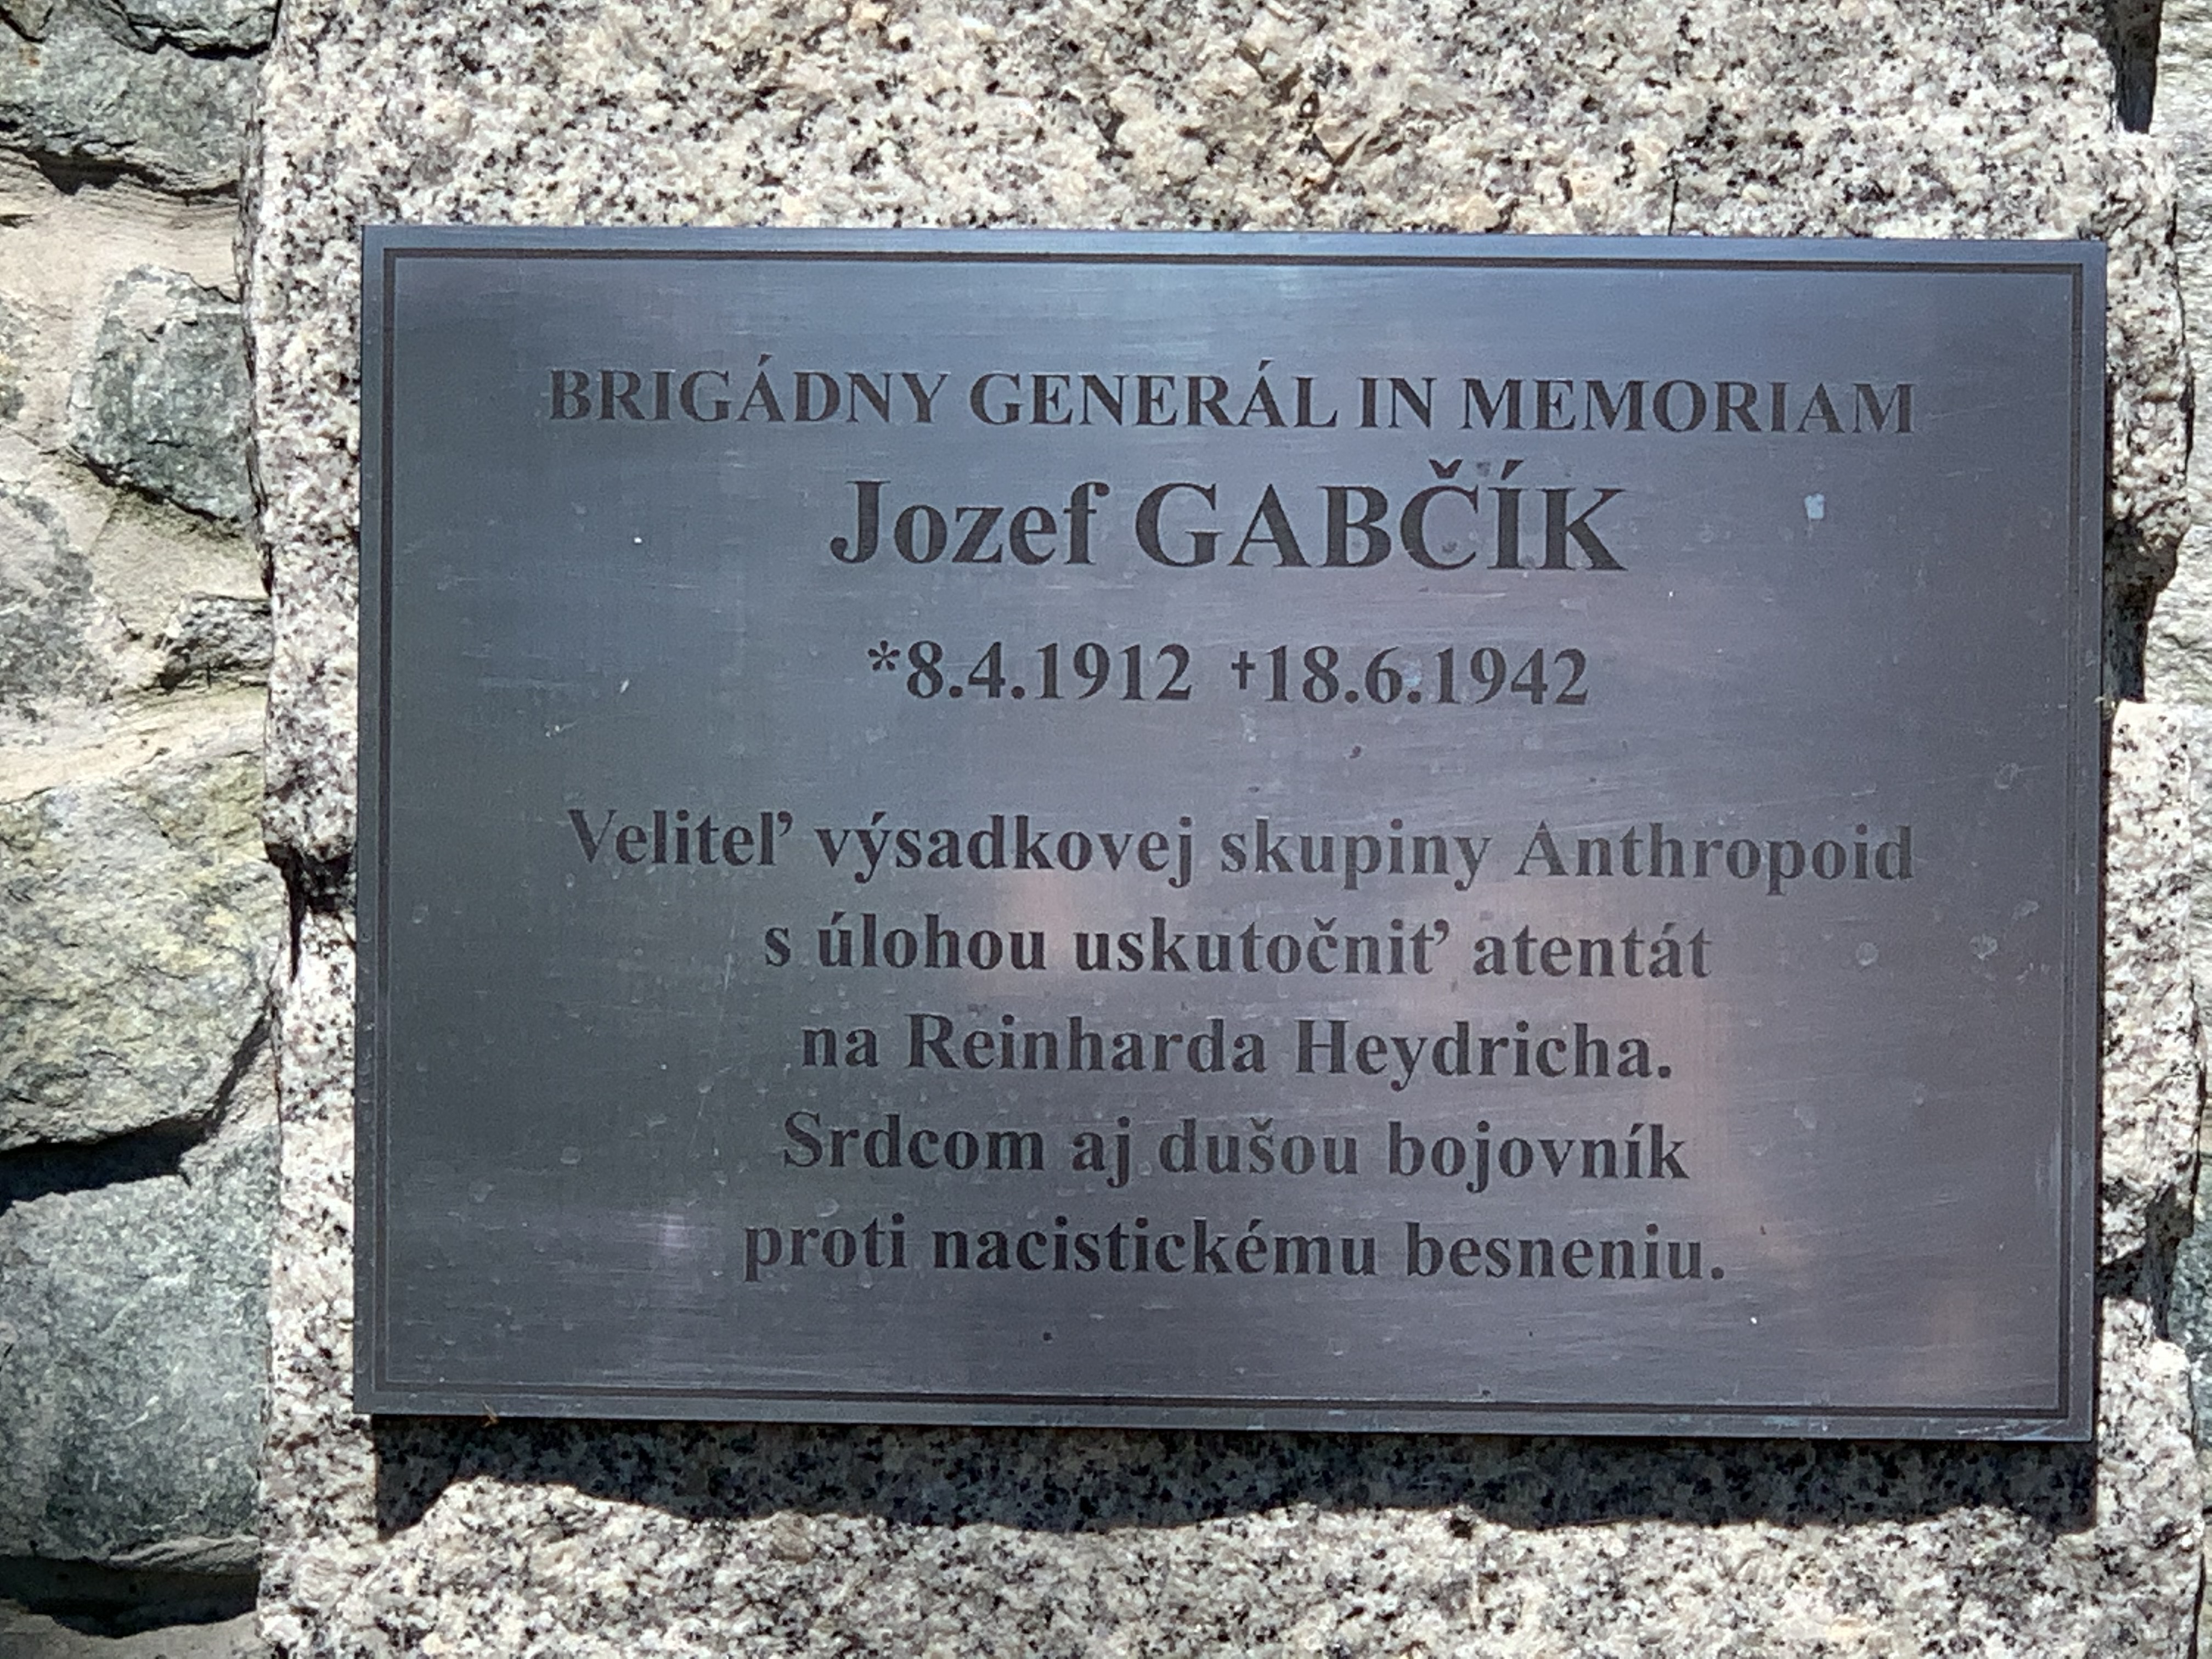 BRIGÁDNY GENERÁL IN MEMORIAM
Jozef GABČÍK
*8.4.1912 †18.6.1942
Veliteľ výsadkovej skupiny Anthropoid
s úlohou uskutočniť atentát
na Reinharda Heydricha.
Srdcom aj dušou bojovník
proti nacistickému besneniu.